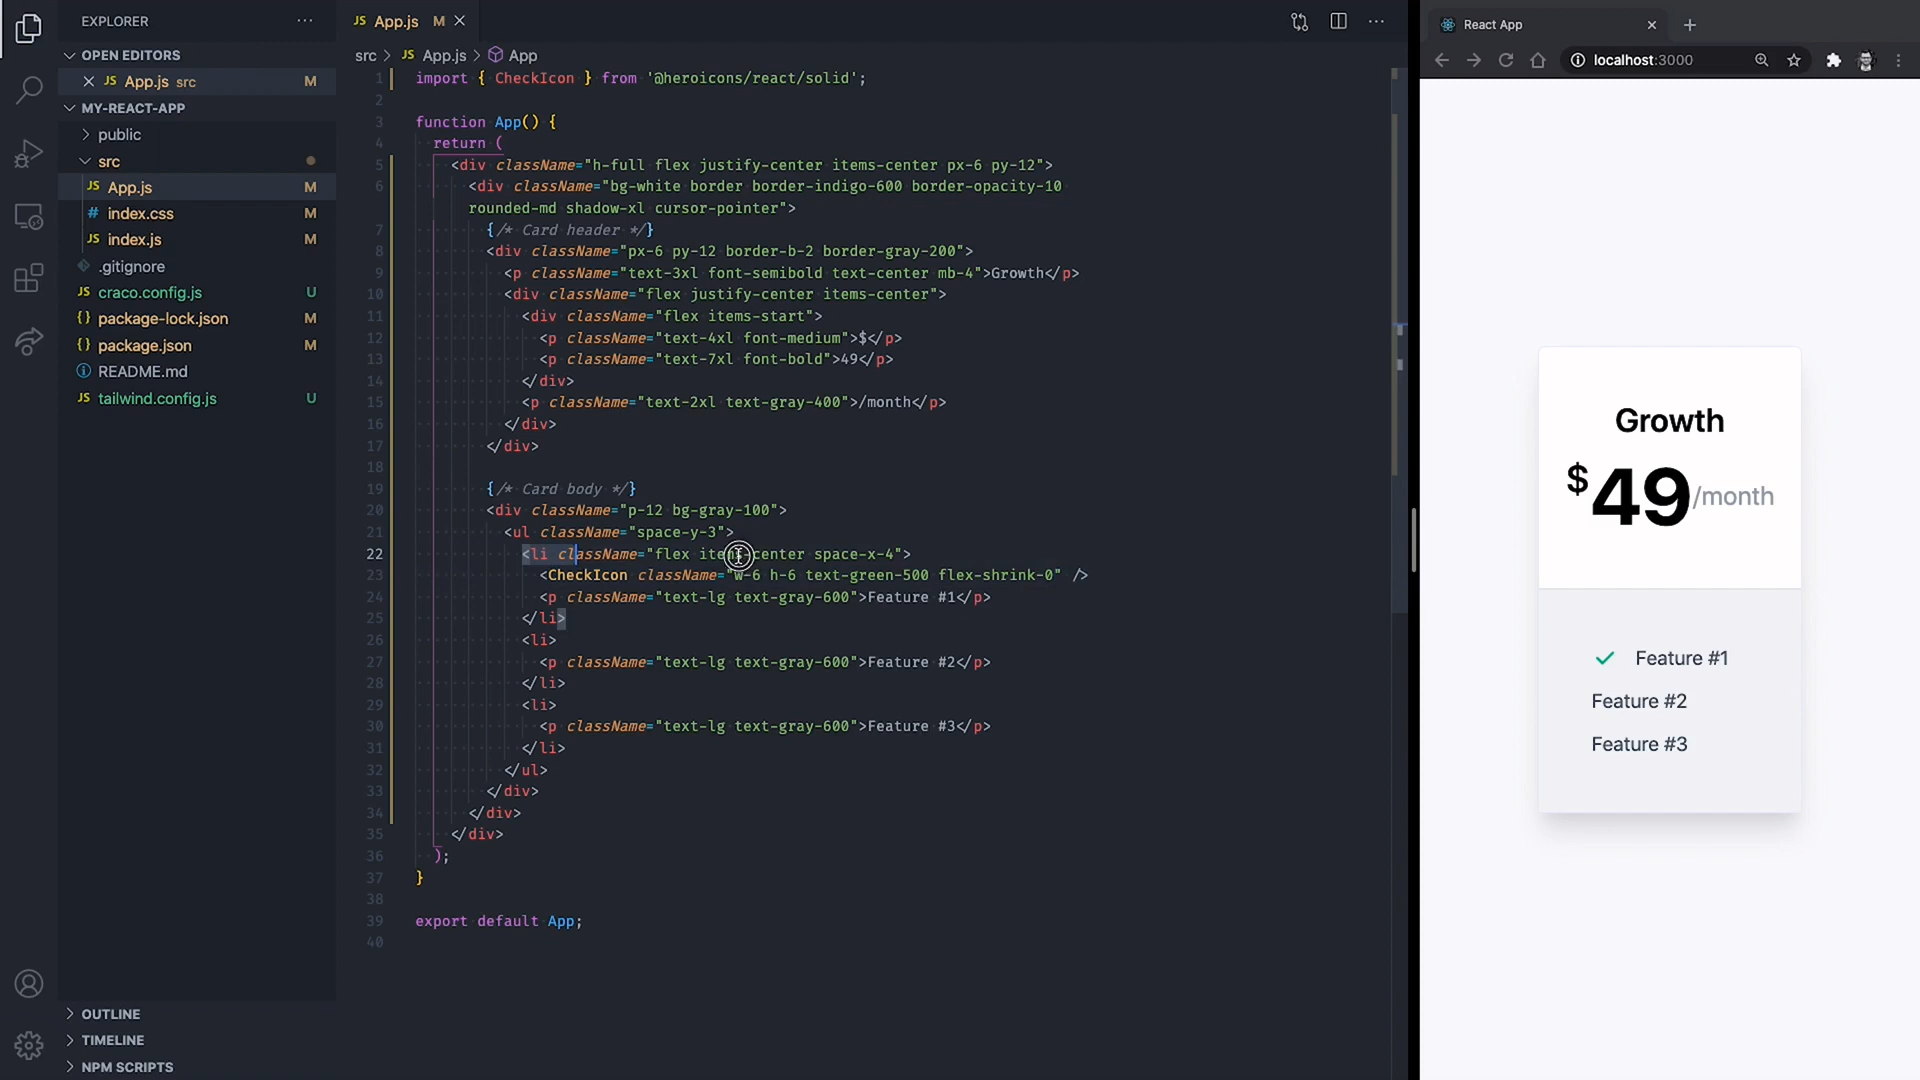 EXPLORER
OPEN EDITORS
App.js src M
MY-REACT-APP
public
src
App.js M
index.css M
index.js M
.gitignore
craco.config.js U
package-lock.json M
package.json M
README.md
tailwind.config.js U
OUTLINE
TIMELINE
NPM SCRIPTS
JS App.js M
src > JS App.js > App
1 import { CheckIcon } from '@heroicons/react/solid';
2
3 function App() {
4 return (
5 <div className="h-full flex justify-center items-center px-6 py-12">
6 <div className="bg-white border border-indigo-600 border-opacity-10
rounded-md shadow-xl cursor-pointer">
7 {/* Card header */}
8 <div className="px-6 py-12 border-b-2 border-gray-200">
9 <p className="text-3xl font-semibold text-center mb-4">Growth</p>
10 <div className="flex justify-center items-center">
11 <div className="flex items-start">
12 <p className="text-4xl font-medium">$</p>
13 <p className="text-7xl font-bold">49</p>
14 </div>
15 <p className="text-2xl text-gray-400">/month</p>
16 </div>
17 </div>
18
19 {/* Card body */}
20 <div className="p-12 bg-gray-100">
21 <ul className="space-y-3">
22 <li className="flex items-center space-x-4">
23 <CheckIcon className="w-6 h-6 text-green-500 flex-shrink-0" />
24 <p className="text-lg text-gray-600">Feature #1</p>
25 </li>
26 <li>
27 <p className="text-lg text-gray-600">Feature #2</p>
28 </li>
29 <li>
30 <p className="text-lg text-gray-600">Feature #3</p>
31 </li>
32 </ul>
33 </div>
34 </div>
35 </div>
36 );
37 }
38
39 export default App;
40
React App
localhost:3000
Growth
$49/month
Feature #1
Feature #2
Feature #3